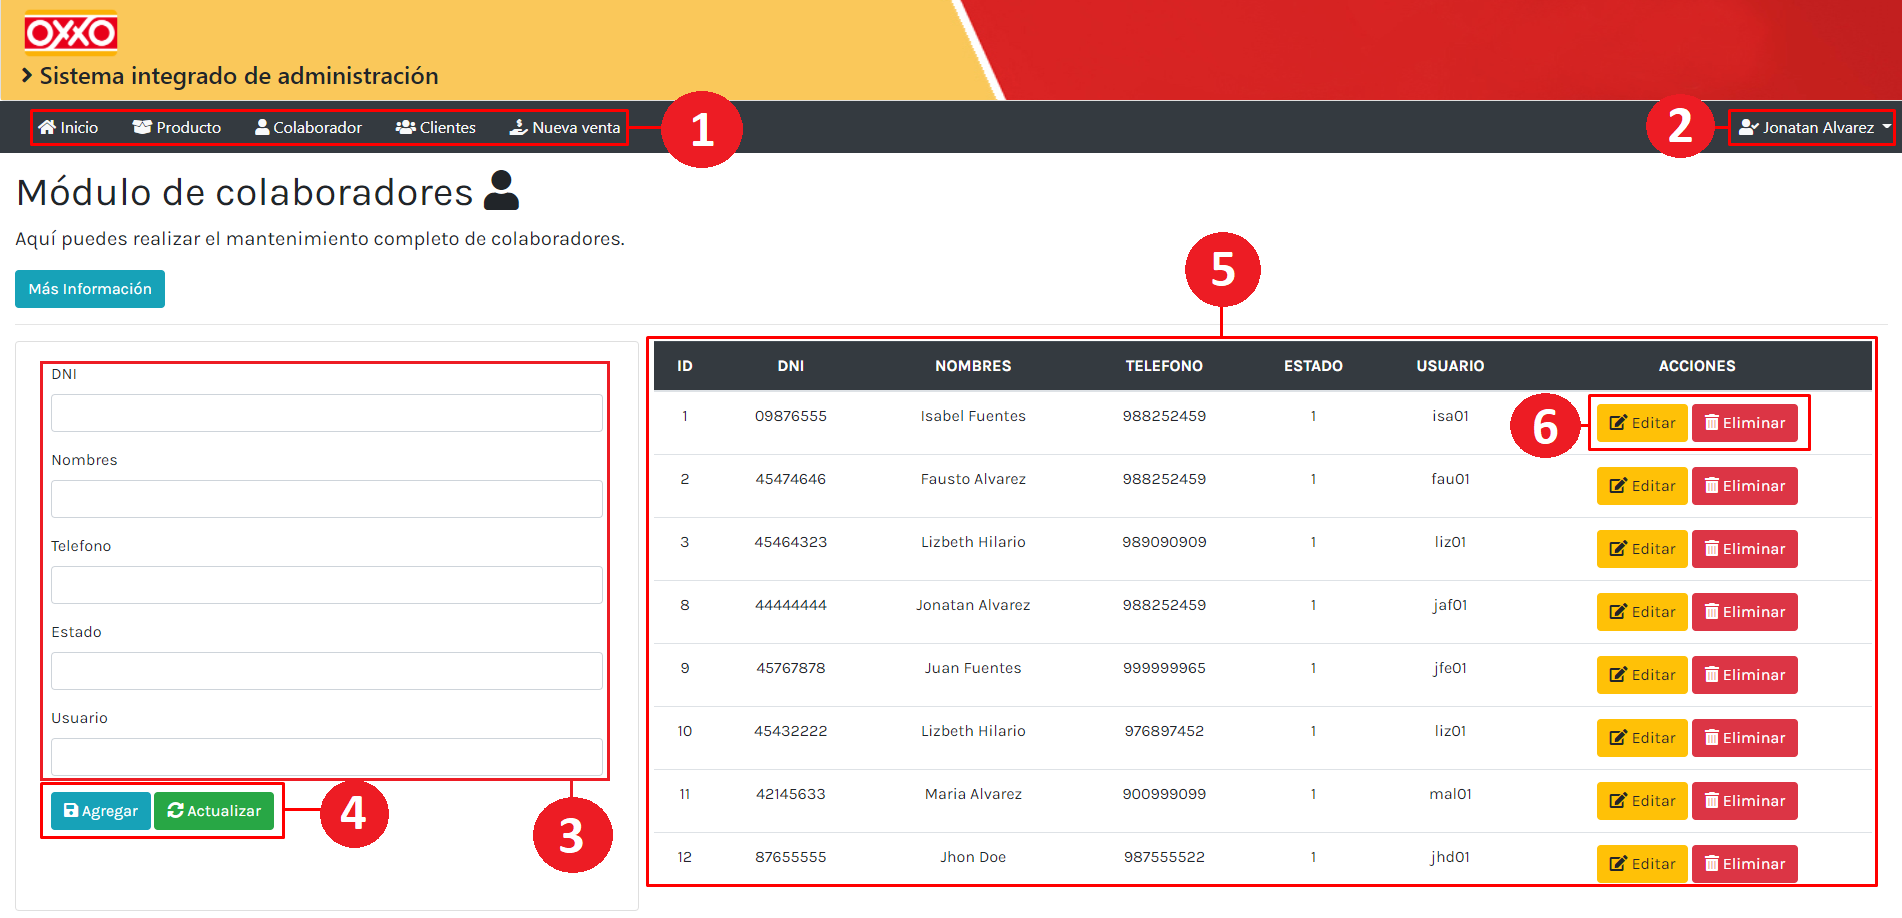 OXXO
Sistema integrado de administración
Inicio Producto Colaborador Clientes Nueva venta 1 2 Jonatan Alvarez
Módulo de colaboradores
Aquí puedes realizar el mantenimiento completo de colaboradores.
Más Información
5
DNI
Nombres
Telefono
Estado
Usuario
Agregar Actualizar 4
3
ID DNI NOMBRES TELEFONO ESTADO USUARIO ACCIONES
1 09876555 Isabel Fuentes 988252459 1 isa01 6 Editar Eliminar
2 45474646 Fausto Alvarez 988252459 1 fau01 Editar Eliminar
3 45464323 Lizbeth Hilario 989090909 1 liz01 Editar Eliminar
8 44444444 Jonatan Alvarez 988252459 1 jaf01 Editar Eliminar
9 45767878 Juan Fuentes 999999965 1 jfe01 Editar Eliminar
10 45432222 Lizbeth Hilario 976897452 1 liz01 Editar Eliminar
11 42145633 Maria Alvarez 900999099 1 mal01 Editar Eliminar
12 87655555 Jhon Doe 987555522 1 jhd01 Editar Eliminar